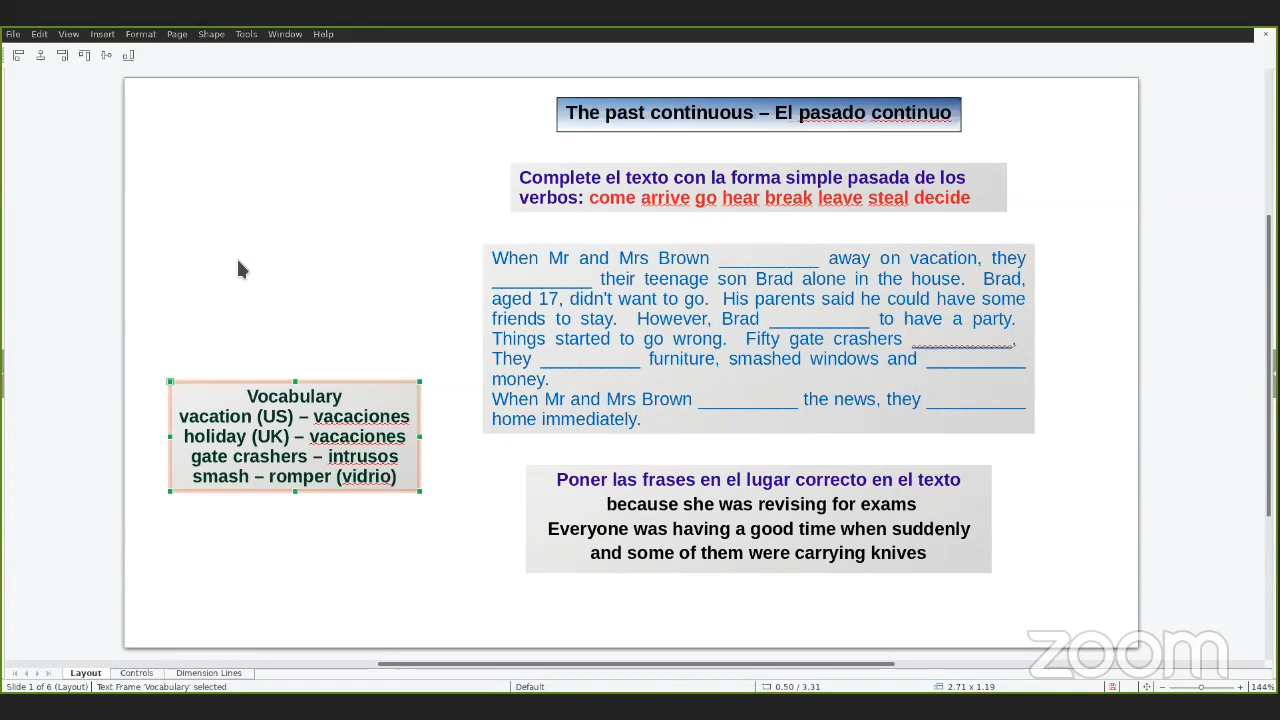 File Edit View Insert Format Page Shape Tools Window Help
The past continuous – El pasado continuo
Complete el texto con la forma simple pasada de los
verbos: come arrive go hear break leave steal decide
When Mr and Mrs Brown __________ away on vacation, they
__________ their teenage son Brad alone in the house. Brad,
aged 17, didn't want to go. His parents said he could have some
friends to stay. However, Brad __________ to have a party.
Things started to go wrong. Fifty gate crashers __________.
They __________ furniture, smashed windows and __________
money.
When Mr and Mrs Brown __________ the news, they __________
home immediately.
Vocabulary
vacation (US) – vacaciones
holiday (UK) – vacaciones
gate crashers – intrusos
smash – romper (vidrio)
Poner las frases en el lugar correcto en el texto
because she was revising for exams
Everyone was having a good time when suddenly
and some of them were carrying knives
zoom
Layout Controls Dimension Lines
Slide 1 of 6 (Layout) Text Frame 'Vocabulary' selected Default 0.50 / 3.31 2.71 x 1.19 144%